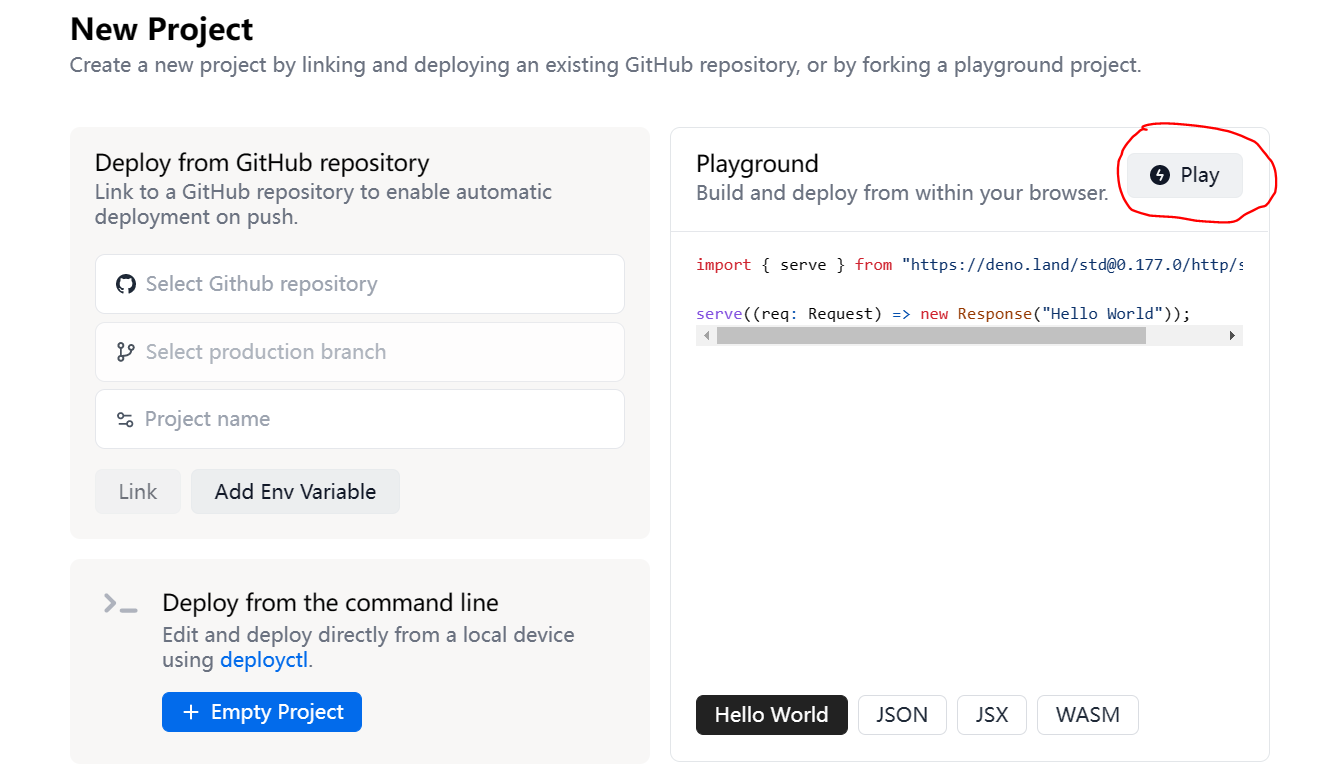 New Project
Create a new project by linking and deploying an existing GitHub repository, or by forking a playground project.
Deploy from GitHub repository
Link to a GitHub repository to enable automatic
deployment on push.
Select Github repository
Select production branch
Project name
Link
Add Env Variable
Deploy from the command line
Edit and deploy directly from a local device
using deployctl.
Empty Project
Playground
Build and deploy from within your browser.
Play
import { serve } from "https://deno.land/std@0.177.0/http/s
serve((req: Request) => new Response("Hello World"));
Hello World
JSON
JSX
WASM